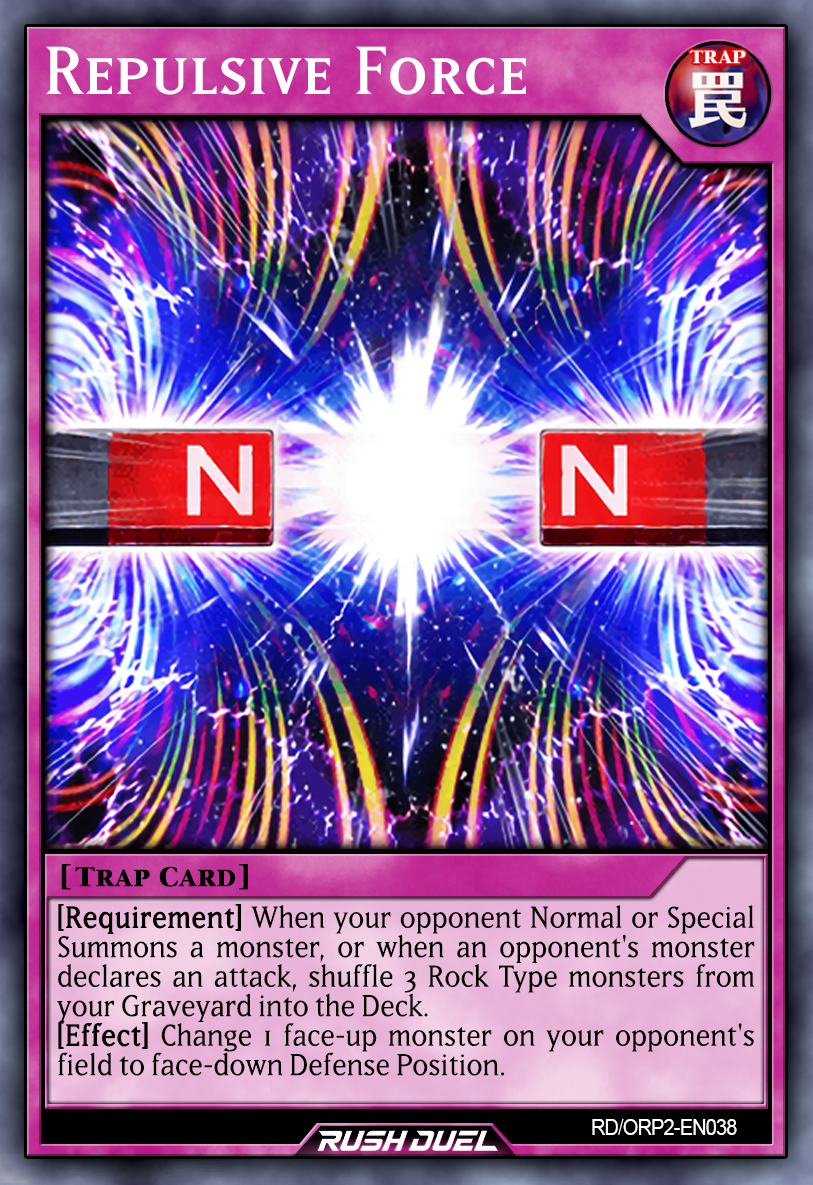 Repulsive Force
TRAP
罠
N
N
[Trap Card]
[Requirement] When your opponent Normal or Special
Summons a monster, or when an opponent's monster
declares an attack, shuffle 3 Rock Type monsters from
your Graveyard into the Deck.
[Effect] Change 1 face-up monster on your opponent's
field to face-down Defense Position.
RD/ORP2-EN038
RUSH DUEL